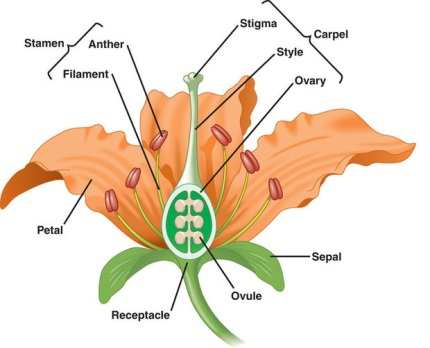 Stigma
Carpel
Stamen
Anther
Style
Filament
Ovary
Petal
Sepal
Ovule
Receptacle